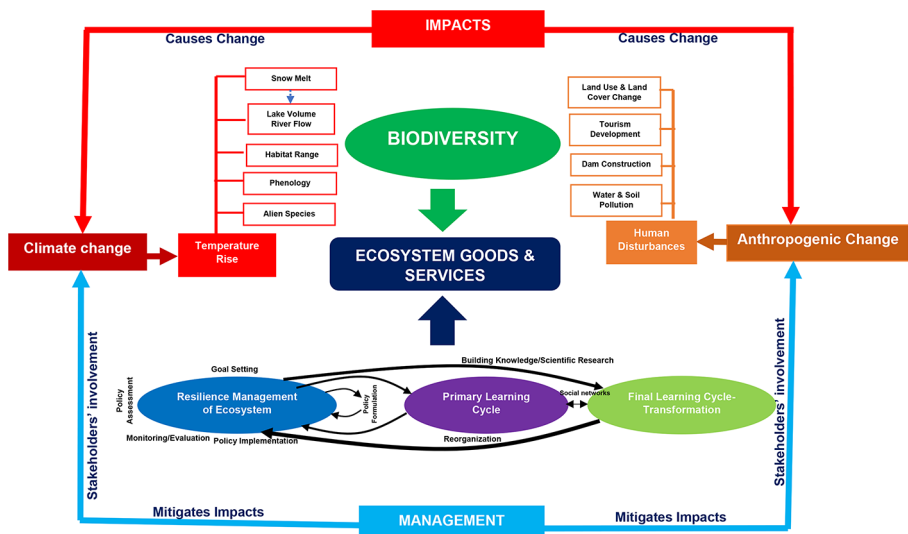 IMPACTS
Causes Change
Causes Change
Snow Melt
Lake Volume
River Flow
Habitat Range
Phenology
Alien Species
BIODIVERSITY
Land Use & Land
Cover Change
Tourism
Development
Dam Construction
Water & Soil
Pollution
Climate change
Temperature
Rise
ECOSYSTEM GOODS &
SERVICES
Human
Disturbances
Anthropogenic Change
Stakeholders' involvement
Stakeholders' involvement
Building Knowledge/Scientific Research
Goal Setting
Policy
Assessment
Resilience Management
of Ecosystem
Policy
Formulation
Primary Learning
Cycle
Social networks
Final Learning Cycle-
Transformation
Monitoring/Evaluation
Policy Implementation
Reorganization
Mitigates Impacts
MANAGEMENT
Mitigates Impacts